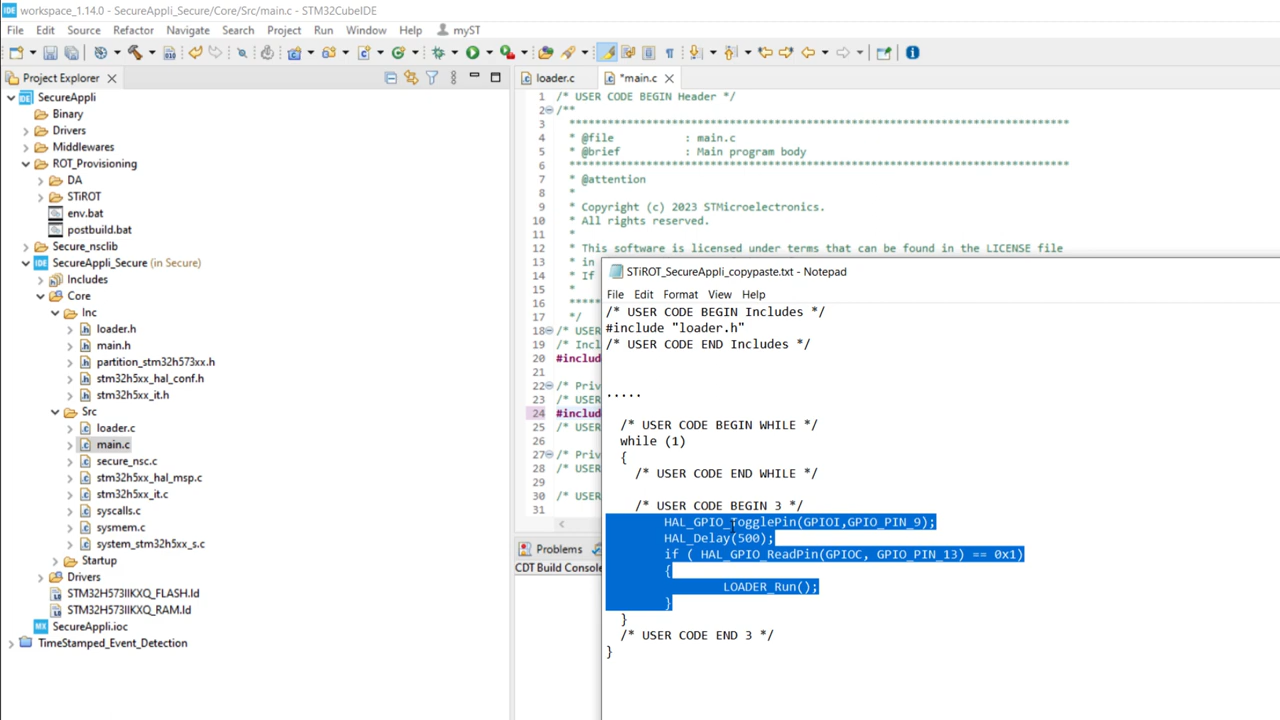 workspace_1.14.0 - SecureAppli_Secure/Core/Src/main.c - STM32CubeIDE
File Edit Source Refactor Navigate Search Project Run Window Help myST
Project Explorer
IDE SecureAppli
Binary
Drivers
Middlewares
ROT_Provisioning
DA
STiROT
env.bat
postbuild.bat
Secure_nsclib
IDE SecureAppli_Secure (in Secure)
Includes
Core
Inc
loader.h
main.h
partition_stm32h573xx.h
stm32h5xx_hal_conf.h
stm32h5xx_it.h
Src
loader.c
main.c
secure_nsc.c
stm32h5xx_hal_msp.c
stm32h5xx_it.c
syscalls.c
sysmem.c
system_stm32h5xx_s.c
Startup
Drivers
STM32H573IIKXQ_FLASH.ld
STM32H573IIKXQ_RAM.ld
MX SecureAppli.ioc
TimeStamped_Event_Detection
loader.c *main.c
1 /* USER CODE BEGIN Header */
2 /**
3 ******************************************************************************
4 * @file : main.c
5 * @brief : Main program body
6 ******************************************************************************
7 * @attention
8 *
9 * Copyright (c) 2023 STMicroelectronics.
10 * All rights reserved.
11 *
12 * This software is licensed under terms that can be found in the LICENSE file
13 * in
14 * If
15 *
16 ****
17 */
18 /* USER
19 /* Incl
20 #includ
21
22 /* Priv
23 /* USER
24 #includ
25 /* USER
26
27 /* Priv
28 /* USER
29
30 /* USER
31
Problems
CDT Build Console
STiROT_SecureAppli_copypaste.txt - Notepad
File Edit Format View Help
/* USER CODE BEGIN Includes */
#include "loader.h"
/* USER CODE END Includes */
.....
/* USER CODE BEGIN WHILE */
while (1)
{
/* USER CODE END WHILE */
/* USER CODE BEGIN 3 */
HAL_GPIO_TogglePin(GPIOI,GPIO_PIN_9);
HAL_Delay(500);
if ( HAL_GPIO_ReadPin(GPIOC, GPIO_PIN_13) == 0x1)
{
LOADER_Run();
}
}
/* USER CODE END 3 */
}